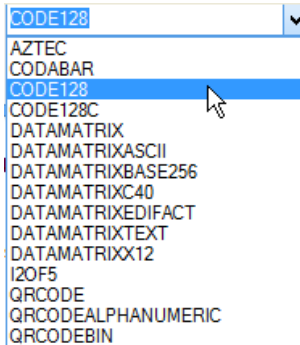 CODE128
AZTEC
CODABAR
CODE128
CODE128C
DATAMATRIX
DATAMATRIXASCII
DATAMATRIXBASE256
DATAMATRIXC40
DATAMATRIXEDIFACT
DATAMATRIXTEXT
DATAMATRIXX12
I2OF5
QRCODE
QRCODEALPHANUMERIC
QRCODEBIN